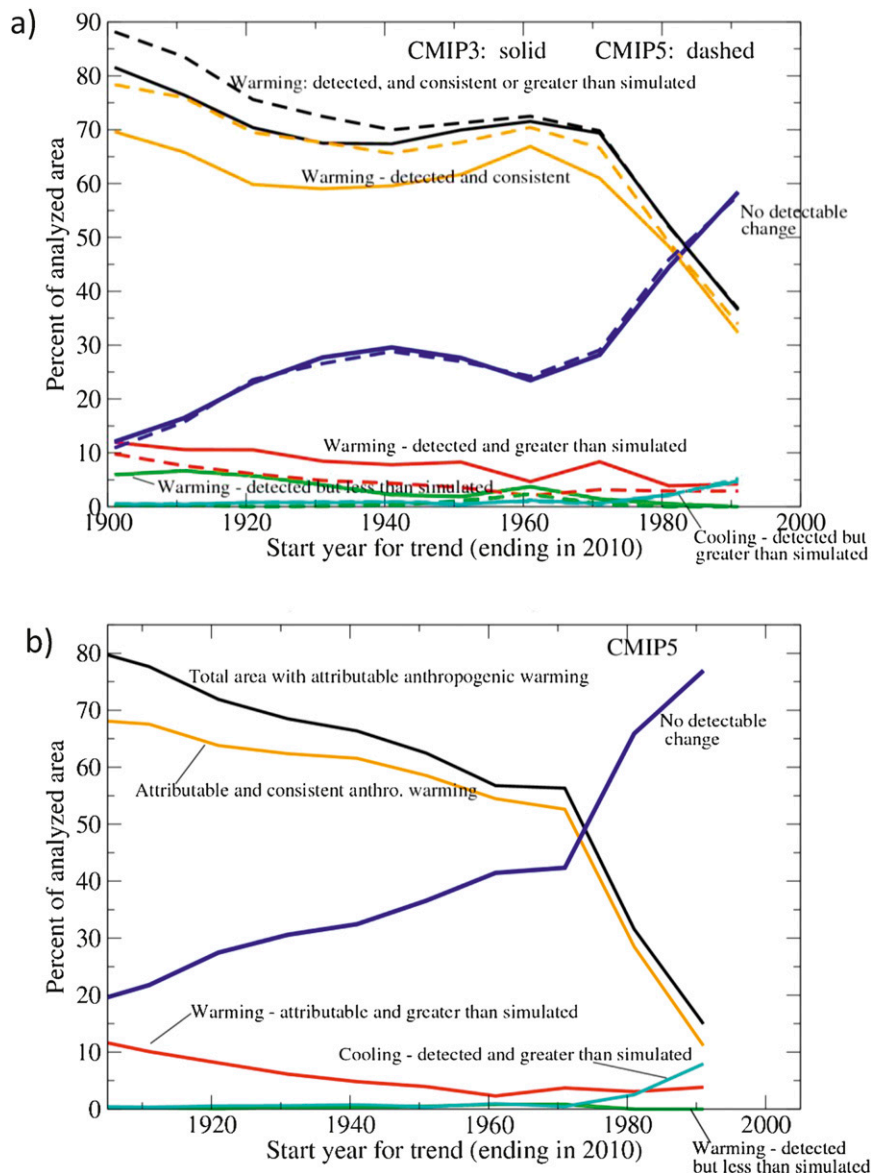 a)
90
80
70
60
50
40
30
20
10
0
Percent of analyzed area
CMIP3: solid CMIP5: dashed
Warming: detected, and consistent or greater than simulated
Warming - detected and consistent
No detectable
change
Warming - detected and greater than simulated
Warming - detected but less than simulated
Cooling - detected but
greater than simulated
1900 1920 1940 1960 1980 2000
Start year for trend (ending in 2010)
b)
80
70
60
50
40
30
20
10
0
Percent of analyzed area
CMIP5
Total area with attributable anthropogenic warming
No detectable
change
Attributable and consistent anthro. warming
Warming - attributable and greater than simulated
Cooling - detected and greater than simulated
Warming - detected
but less than simulated
1920 1940 1960 1980 2000
Start year for trend (ending in 2010)